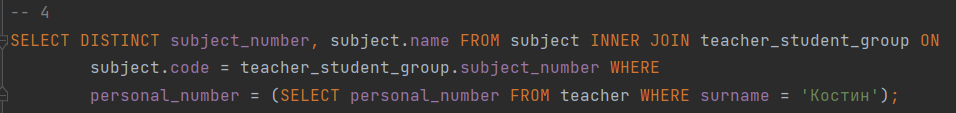 -- 4
SELECT DISTINCT subject_number, subject.name FROM subject INNER JOIN teacher_student_group ON
subject.code = teacher_student_group.subject_number WHERE
personal_number = (SELECT personal_number FROM teacher WHERE surname = 'Костин');